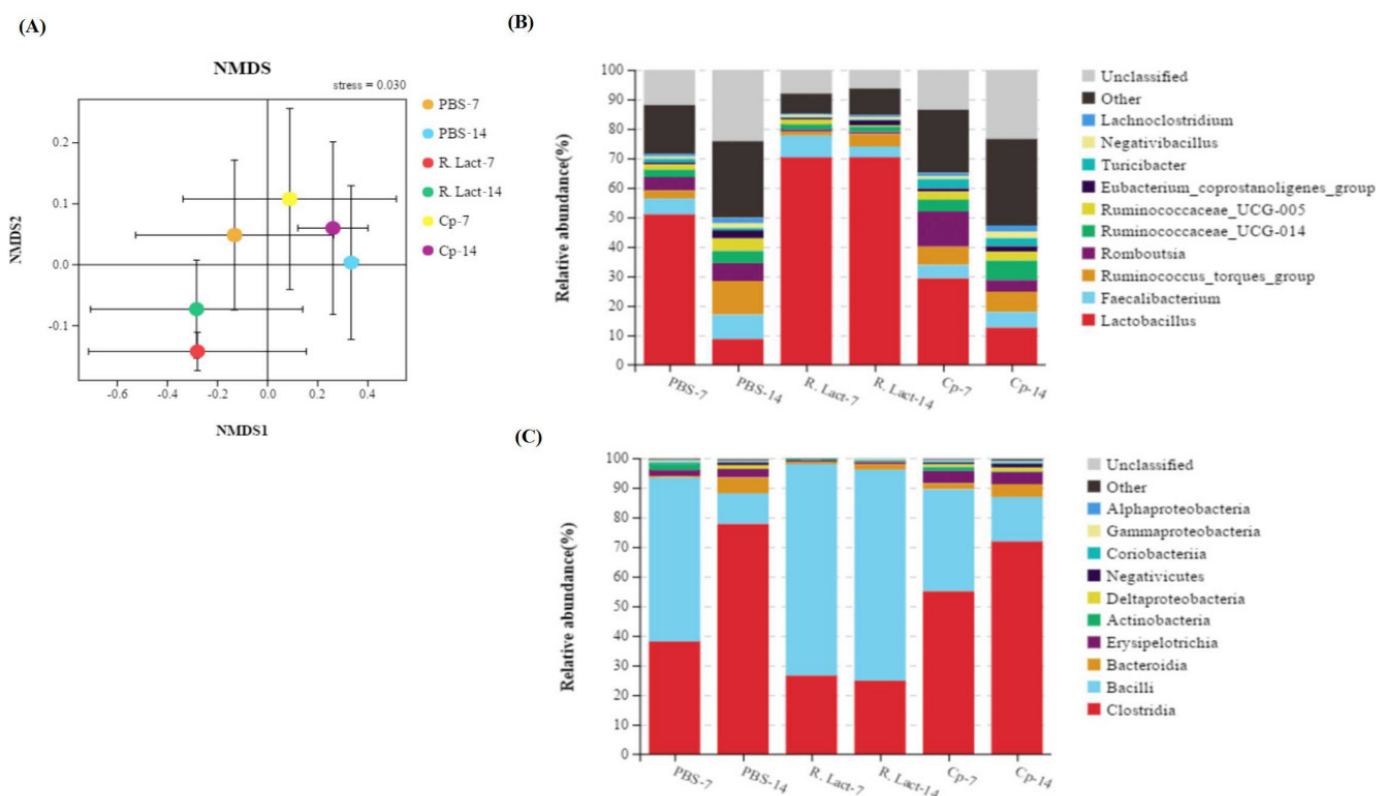 (A)
NMDS
stress = 0.030
NMDS2
0.2
0.1
0.0
-0.1
-0.6
-0.4
-0.2
0.0
0.2
0.4
NMDS1
PBS-7
PBS-14
R. Lact-7
R. Lact-14
Cp-7
Cp-14
(B)
Relative abundance(%)
100
90
80
70
60
50
40
30
20
10
0
PBS-7
PBS-14
R. Lact-7
R. Lact-14
Cp-7
Cp-14
Unclassified
Other
Lachnoclostridium
Negativibacillus
Turicibacter
Eubacterium_coprostanoligenes_group
Ruminococcaceae_UCG-005
Ruminococcaceae_UCG-014
Romboutsia
Ruminococcus_torques_group
Faecalibacterium
Lactobacillus
(C)
Relative abundance(%)
100
90
80
70
60
50
40
30
20
10
0
PBS-7
PBS-14
R. Lact-7
R. Lact-14
Cp-7
Cp-14
Unclassified
Other
Alphaproteobacteria
Gammaproteobacteria
Coriobacteriia
Negativicutes
Deltaproteobacteria
Actinobacteria
Erysipelotrichia
Bacteroidia
Bacilli
Clostridia